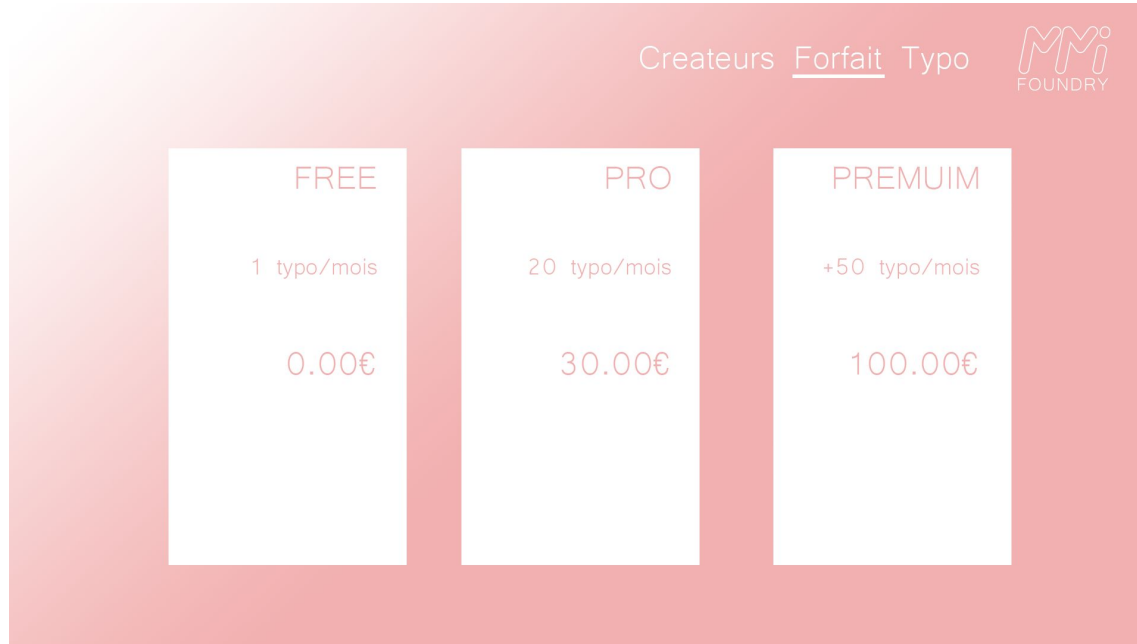 Createurs Forfait Typo
MMi
FOUNDRY
FREE
1 typo/mois
0.00€
PRO
20 typo/mois
30.00€
PREMUIM
+50 typo/mois
100.00€